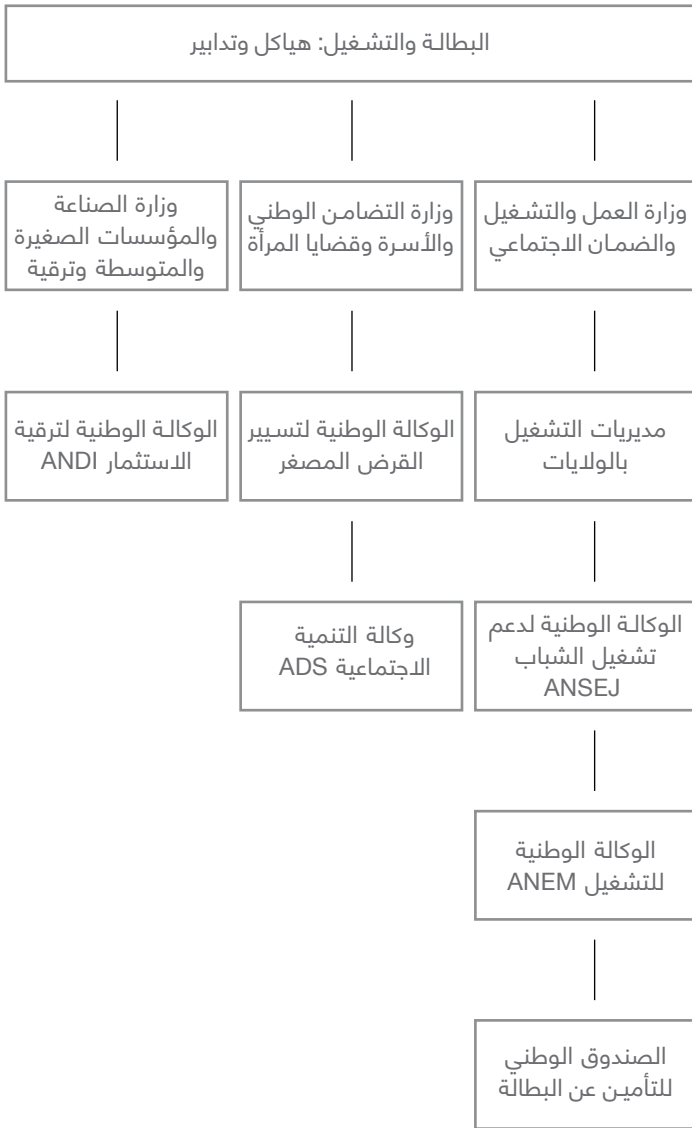 البطالة والتشغيل: هياكل وتدابير
وزارة العمل والتشغيل
والضمان الاجتماعي
وزارة التضامن الوطني
والأسرة وقضايا المرأة
وزارة الصناعة
والمؤسسات الصغيرة
والمتوسطة وترقية
مديريات التشغيل
بالولايات
الوكالة الوطنية لتسيير
القرض المصغر
الوكالة الوطنية لترقية
الاستثمار ANDI
الوكالة الوطنية لدعم
تشغيل الشباب
ANSEJ
وكالة التنمية
الاجتماعية ADS
الوكالة الوطنية
للتشغيل ANEM
الصندوق الوطني
للتأمين عن البطالة